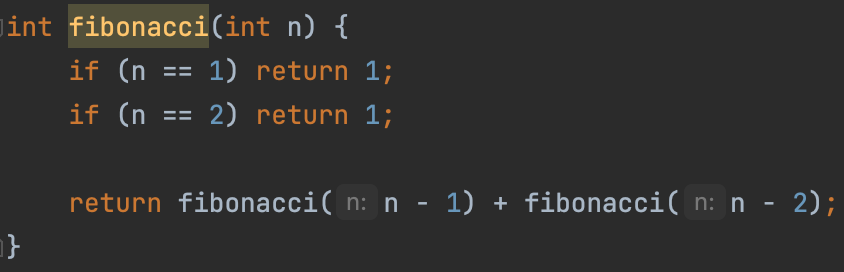 int fibonacci(int n) {
    if (n == 1) return 1;
    if (n == 2) return 1;

    return fibonacci( n: n - 1) + fibonacci( n: n - 2);
}